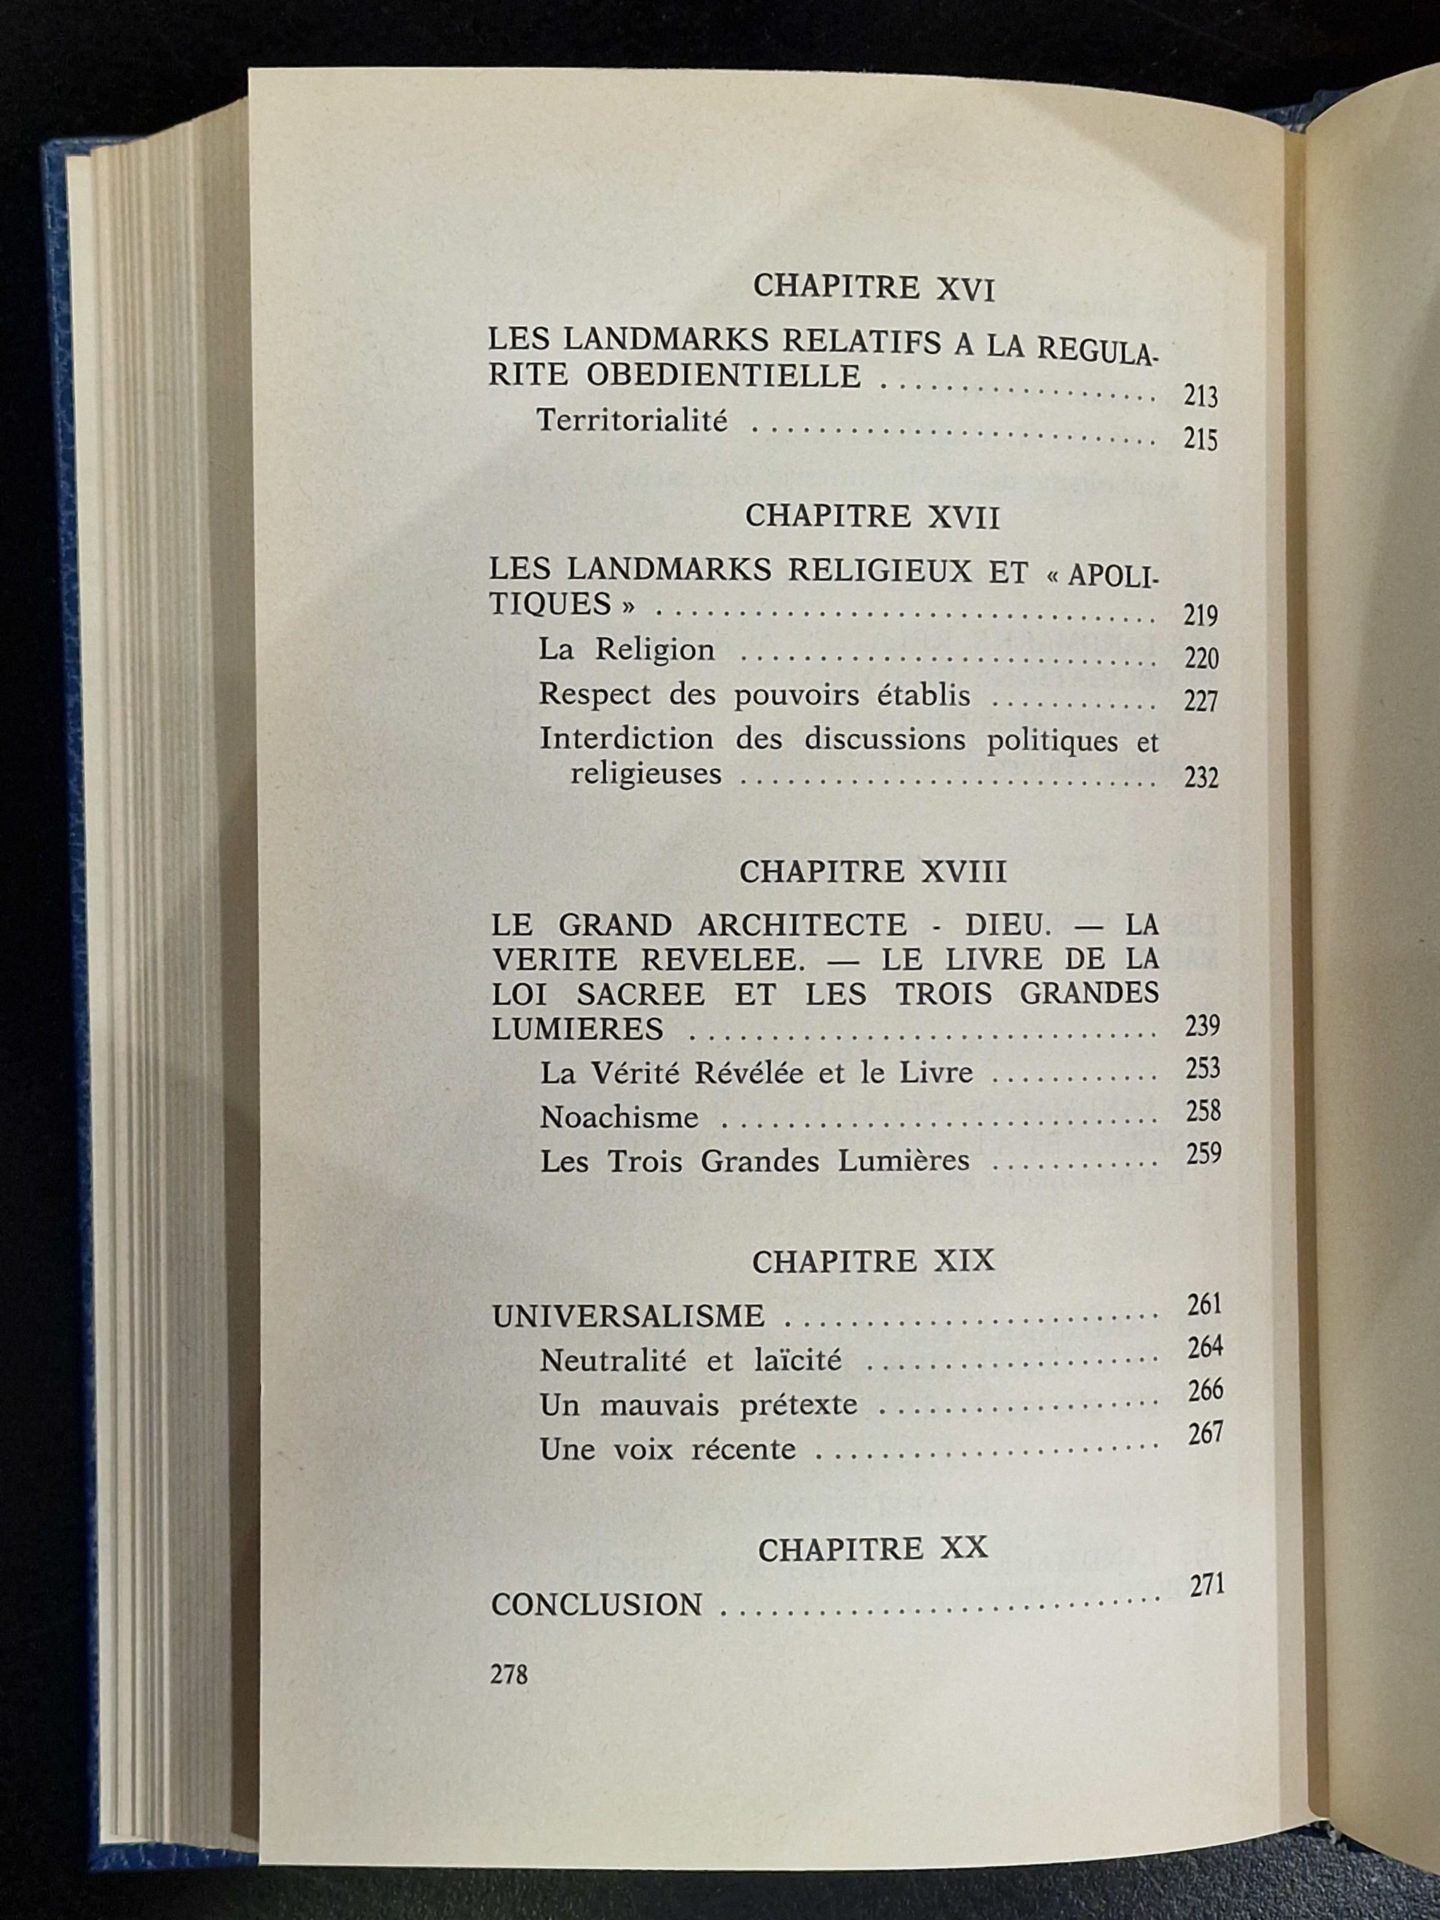 CHAPITRE XVI
LES LANDMARKS RELATIFS A LA REGULA-
RITE OBEDIENTIELLE .................... 213
Territorialité ............................ 215
CHAPITRE XVII
LES LANDMARKS RELIGIEUX ET « APOLI-
TIQUES » .................................. 219
La Religion ............................... 220
Respect des pouvoirs établis ............ 227
Interdiction des discussions politiques et
religieuses ............................... 232
CHAPITRE XVIII
LE GRAND ARCHITECTE - DIEU. — LA
VERITE REVELEE. — LE LIVRE DE LA
LOI SACREE ET LES TROIS GRANDES
LUMIERES ................................ 239
La Vérité Révélée et le Livre ............ 253
Noachisme ................................ 258
Les Trois Grandes Lumières ............ 259
CHAPITRE XIX
UNIVERSALISME ........................... 261
Neutralité et laïcité ..................... 264
Un mauvais prétexte .................... 266
Une voix récente ......................... 267
CHAPITRE XX
CONCLUSION ............................... 271
278